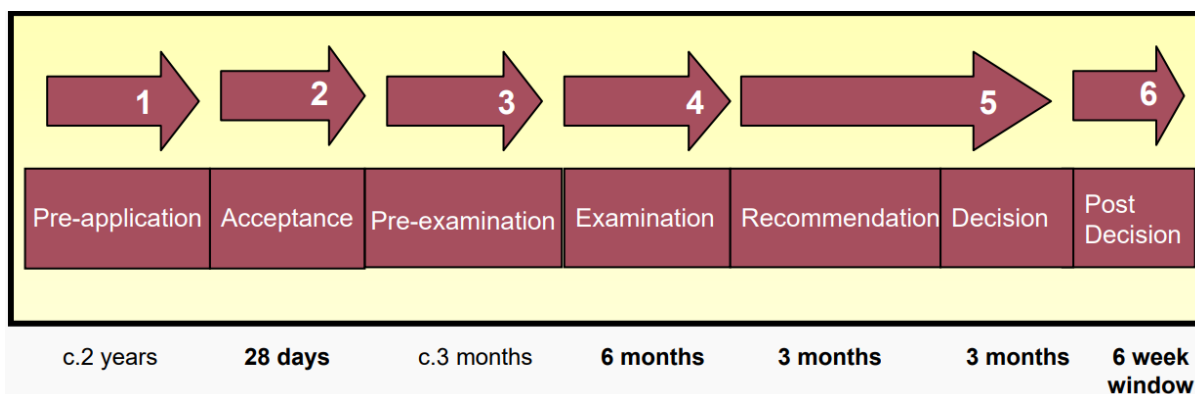 1 2 3 4 5 6
Pre-application Acceptance Pre-examination Examination Recommendation Decision Post
Decision
c.2 years 28 days c.3 months 6 months 3 months 3 months 6 week
window